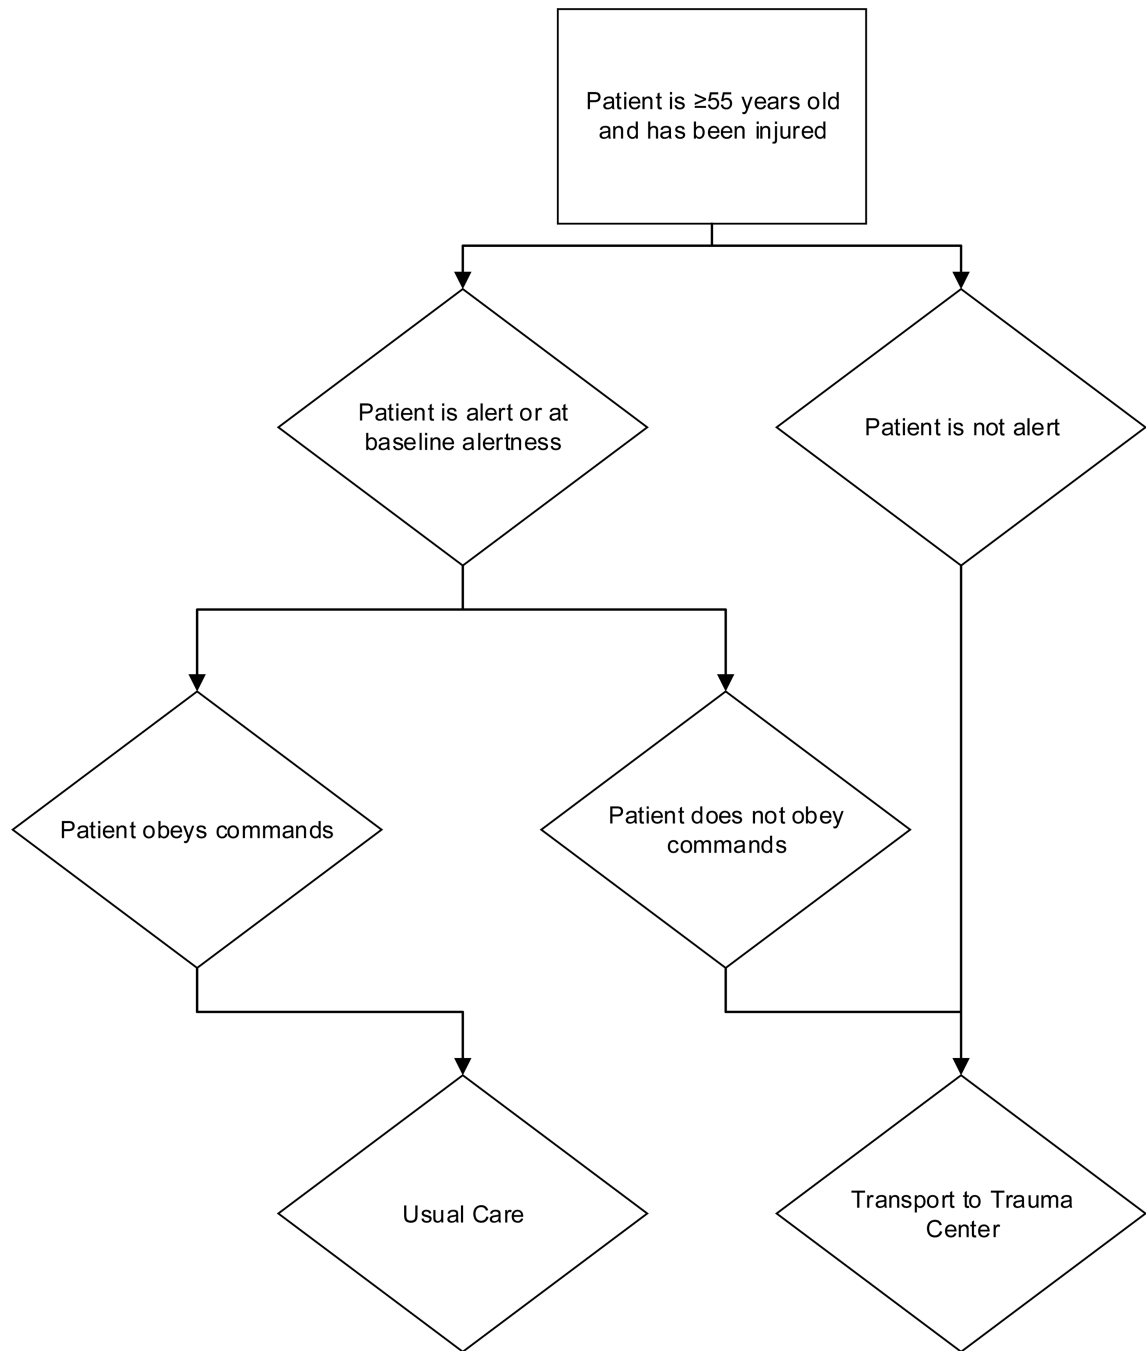 Patient is ≥55 years old
and has been injured
Patient is alert or at
baseline alertness
Patient is not alert
Patient obeys commands
Patient does not obey
commands
Usual Care
Transport to Trauma
Center